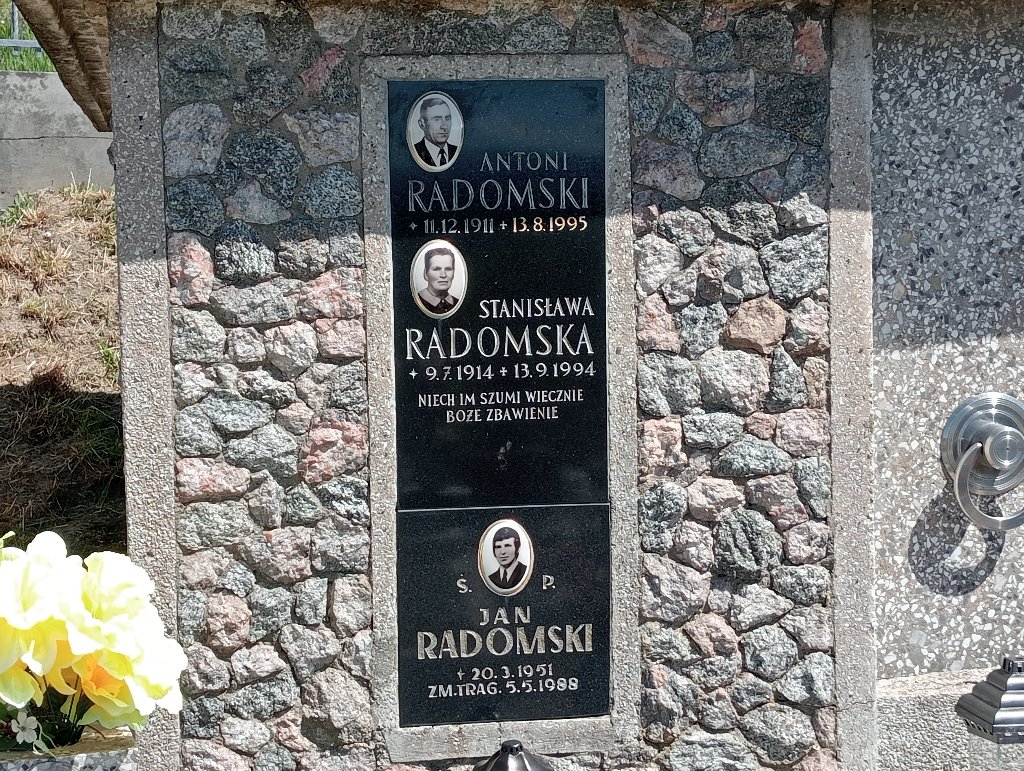 ANTONI
RADOMSKI
* 11.12.1911 + 13.8.1995
STANISŁAWA
RADOMSKA
* 9.7.1914 + 13.9.1994
NIECH IM SZUMI WIECZNIE
BOŻE ZBAWIENIE
Ś. P.
JAN
RADOMSKI
* 20.3.1951
ZM.TRAG. 5.5.1988